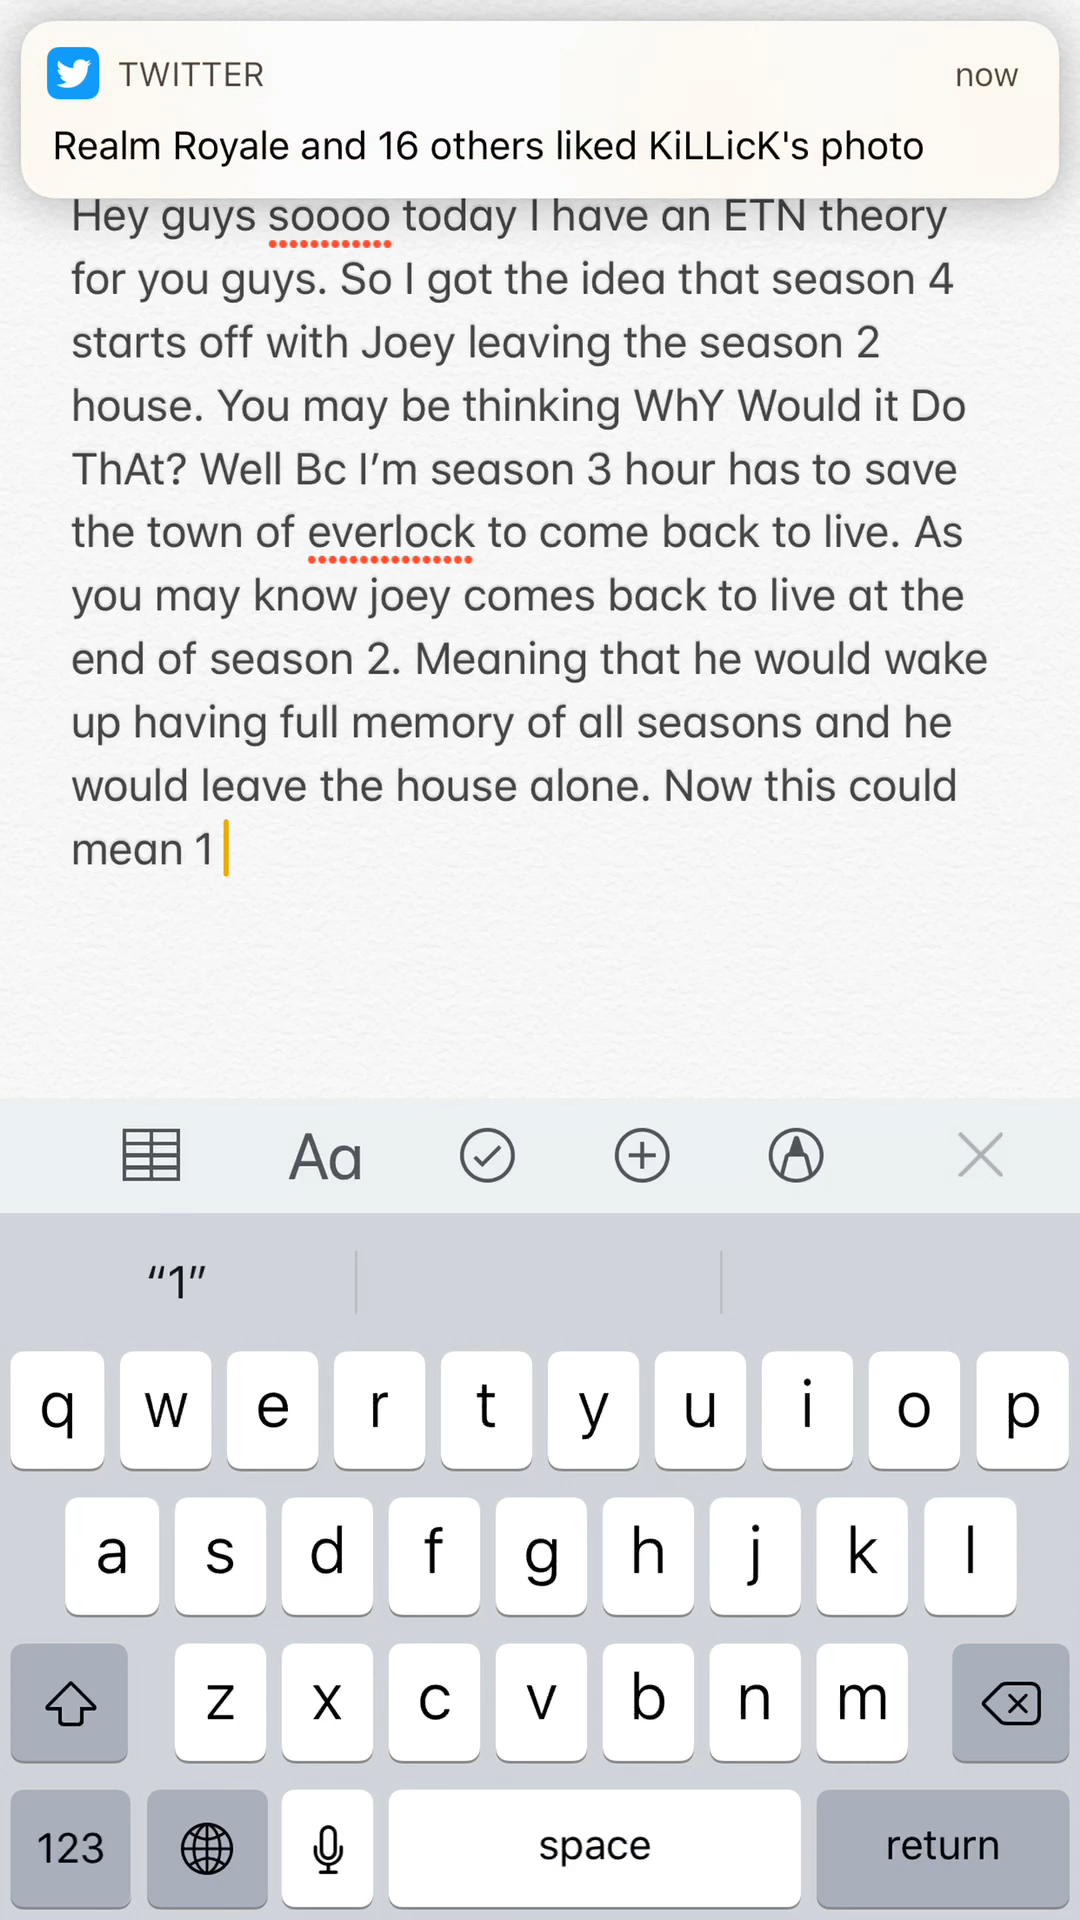 TWITTER
now
Realm Royale and 16 others liked KiLLicK's photo
Hey guys soooo today I have an ETN theory
for you guys. So I got the idea that season 4
starts off with Joey leaving the season 2
house. You may be thinking WhY Would it Do
ThAt? Well Bc I’m season 3 hour has to save
the town of everlock to come back to live. As
you may know joey comes back to live at the
end of season 2. Meaning that he would wake
up having full memory of all seasons and he
would leave the house alone. Now this could
mean 1
Aa
“1”
q w e r t y u i o p
a s d f g h j k l
z x c v b n m
123 space return